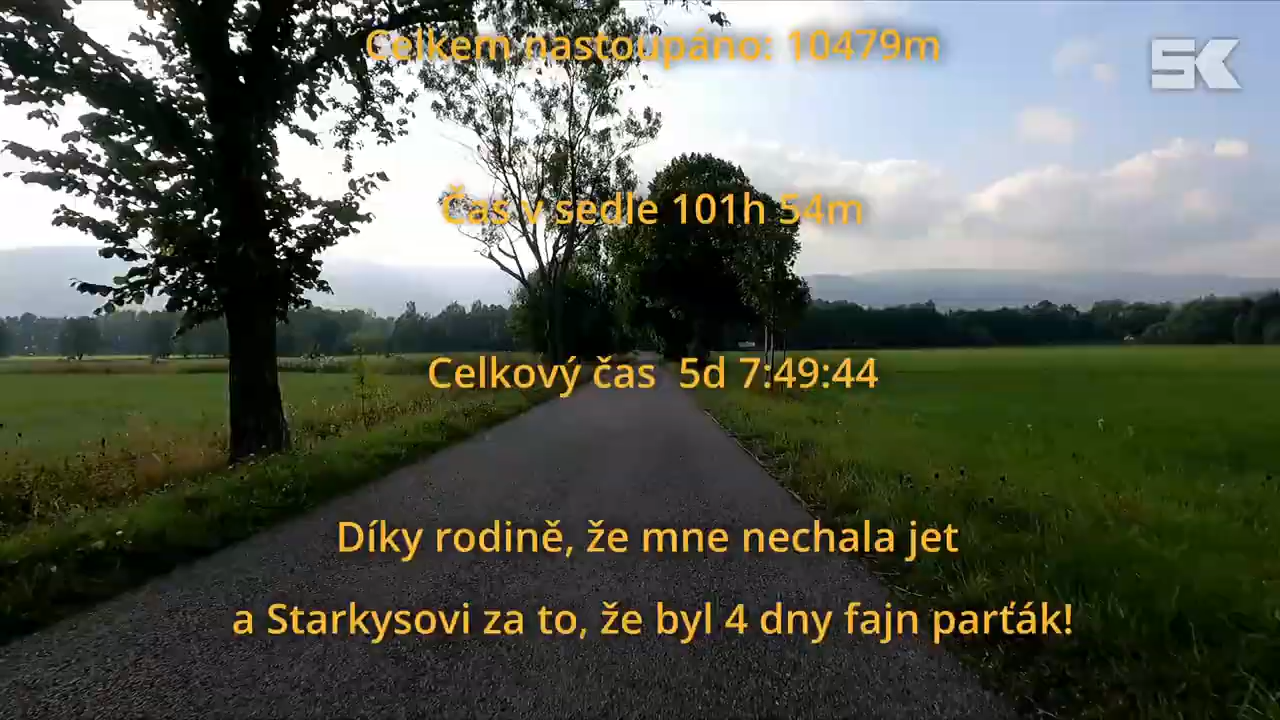 Celkem nastoupáno: 10479m
SK
Čas v sedle 101h 54m
Celkový čas 5d 7:49:44
Díky rodině, že mne nechala jet
a Starkysovi za to, že byl 4 dny fajn parťák!